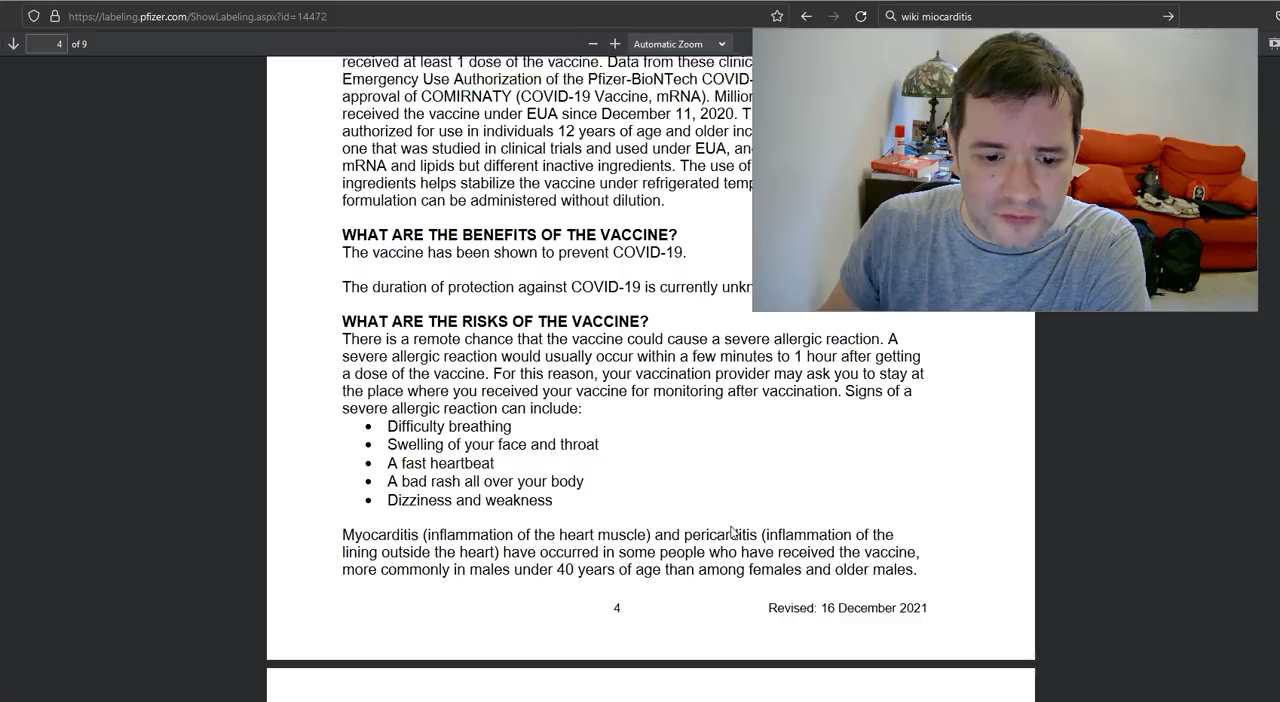 https://labeling.pfizer.com/ShowLabeling.aspx?id=14472
wiki miocarditis
4 of 9
Automatic Zoom
received at least 1 dose of the vaccine. Data from these clinic
Emergency Use Authorization of the Pfizer-BioNTech COVID-
approval of COMIRNATY (COVID-19 Vaccine, mRNA). Million
received the vaccine under EUA since December 11, 2020. T
authorized for use in individuals 12 years of age and older inc
one that was studied in clinical trials and used under EUA, an
mRNA and lipids but different inactive ingredients. The use of
ingredients helps stabilize the vaccine under refrigerated temp
formulation can be administered without dilution.
WHAT ARE THE BENEFITS OF THE VACCINE?
The vaccine has been shown to prevent COVID-19.
The duration of protection against COVID-19 is currently unkn
WHAT ARE THE RISKS OF THE VACCINE?
There is a remote chance that the vaccine could cause a severe allergic reaction. A
severe allergic reaction would usually occur within a few minutes to 1 hour after getting
a dose of the vaccine. For this reason, your vaccination provider may ask you to stay at
the place where you received your vaccine for monitoring after vaccination. Signs of a
severe allergic reaction can include:
• Difficulty breathing
• Swelling of your face and throat
• A fast heartbeat
• A bad rash all over your body
• Dizziness and weakness
Myocarditis (inflammation of the heart muscle) and pericarditis (inflammation of the
lining outside the heart) have occurred in some people who have received the vaccine,
more commonly in males under 40 years of age than among females and older males.
4 Revised: 16 December 2021